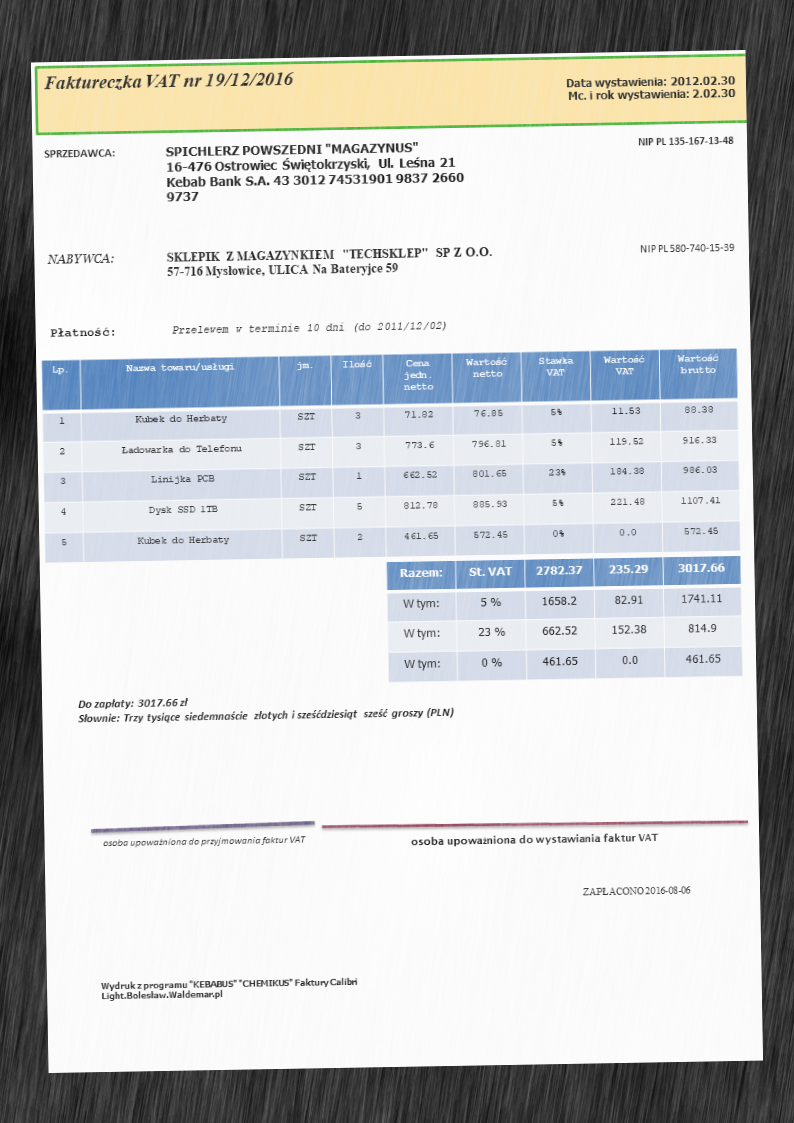 Faktureczka VAT nr 19/12/2016
Data wystawienia: 2012.02.30
Mc. i rok wystawienia: 2.02.30
SPRZEDAWCA:
SPICHLERZ POWSZEDNI "MAGAZYNUS"
16-476 Ostrowiec Świętokrzyski, Ul. Leśna 21
Kebab Bank S.A. 43 3012 74531901 9837 2660
9737
NIP PL 135-167-13-48
NABYWCA:
SKLEPIK Z MAGAZYNKIEM "TECHSKLEP" SP Z O.O.
57-716 Mysłowice, ULICA Na Bateryjce 59
NIP PL 580-740-15-39
Płatność:
Przelewem w terminie 10 dni (do 2011/12/02)
Lp. Nazwa towaru/usługi jm. Ilość Cena jedn. netto Wartość netto Stawka VAT Wartość VAT Wartość brutto
1 Kubek do Herbaty SZT 3 71.82 76.85 5% 11.53 88.38
2 Ładowarka do Telefonu SZT 3 773.6 796.81 5% 119.52 916.33
3 Linijka PCB SZT 1 662.52 801.65 23% 184.38 986.03
4 Dysk SSD 1TB SZT 5 812.78 885.93 5% 221.48 1107.41
5 Kubek do Herbaty SZT 2 461.65 572.45 0% 0.0 572.45
Razem: St. VAT 2782.37 235.29 3017.66
W tym: 5 % 1658.2 82.91 1741.11
W tym: 23 % 662.52 152.38 814.9
W tym: 0 % 461.65 0.0 461.65
Do zapłaty: 3017.66 zł
Słownie: Trzy tysiące siedemnaście złotych i sześćdziesiąt sześć groszy (PLN)
osoba upoważniona do przyjmowania faktur VAT
osoba upoważniona do wystawiania faktur VAT
ZAPŁACONO 2016-08-06
Wydruk z programu "KEBABUS" "CHEMIKUS" Faktury Calibri
Light.Bolesław.Waldemar.pl